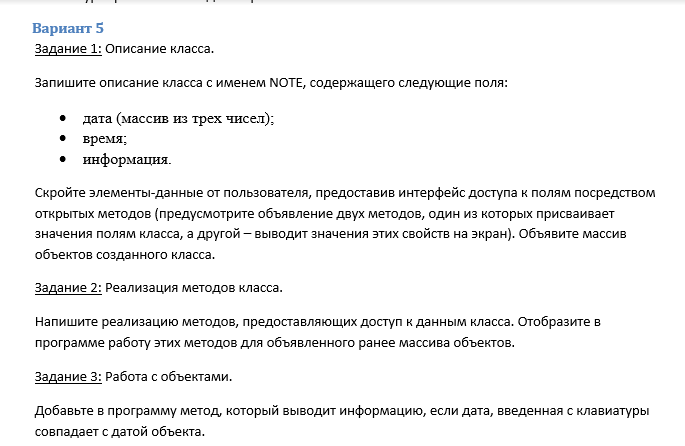 Вариант 5
Задание 1: Описание класса.
Запишите описание класса с именем NOTE, содержащего следующие поля:
• дата (массив из трех чисел);
• время;
• информация.
Скройте элементы-данные от пользователя, предоставив интерфейс доступа к полям посредством
открытых методов (предусмотрите объявление двух методов, один из которых присваивает
значения полям класса, а другой – выводит значения этих свойств на экран). Объявите массив
объектов созданного класса.
Задание 2: Реализация методов класса.
Напишите реализацию методов, предоставляющих доступ к данным класса. Отобразите в
программе работу этих методов для объявленного ранее массива объектов.
Задание 3: Работа с объектами.
Добавьте в программу метод, который выводит информацию, если дата, введенная с клавиатуры
совпадает с датой объекта.